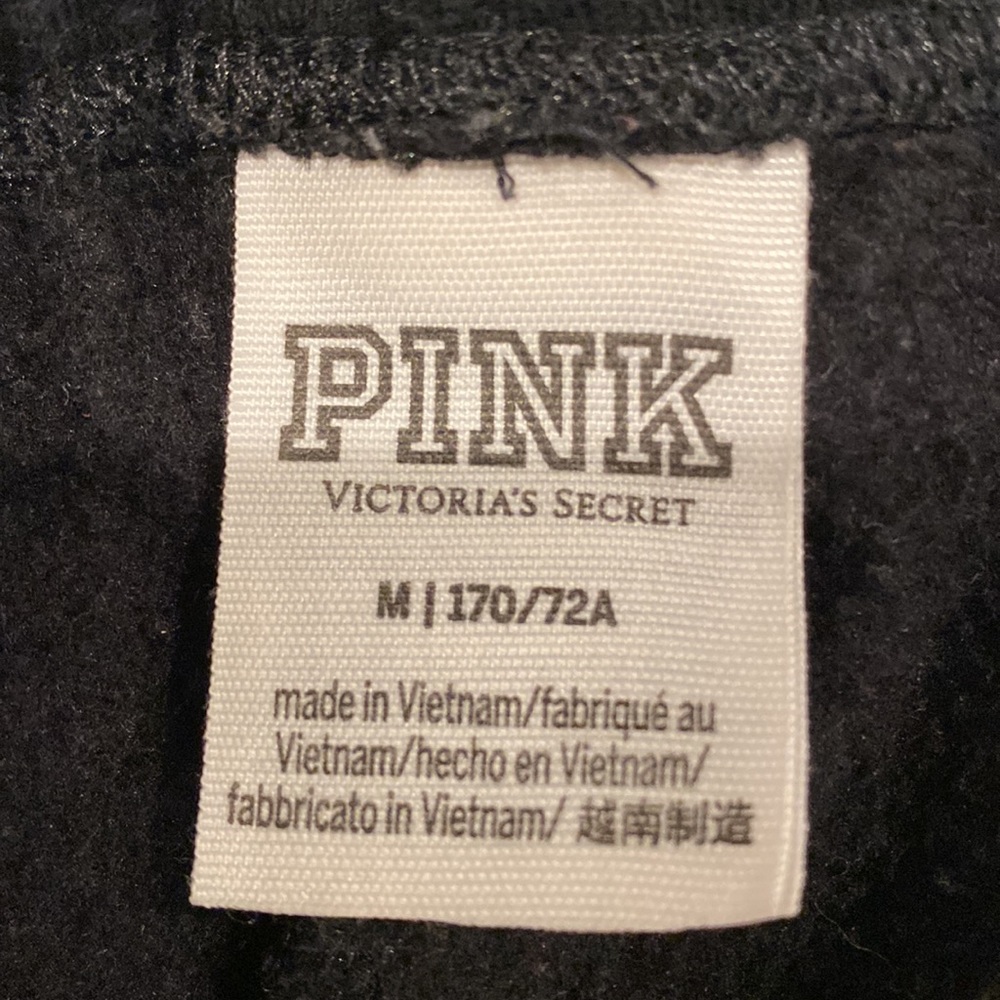 PINK
VICTORIA'S SECRET
M | 170/72A
made in Vietnam/fabriqué au
Vietnam/hecho en Vietnam/
fabbricato in Vietnam/ 越南制造